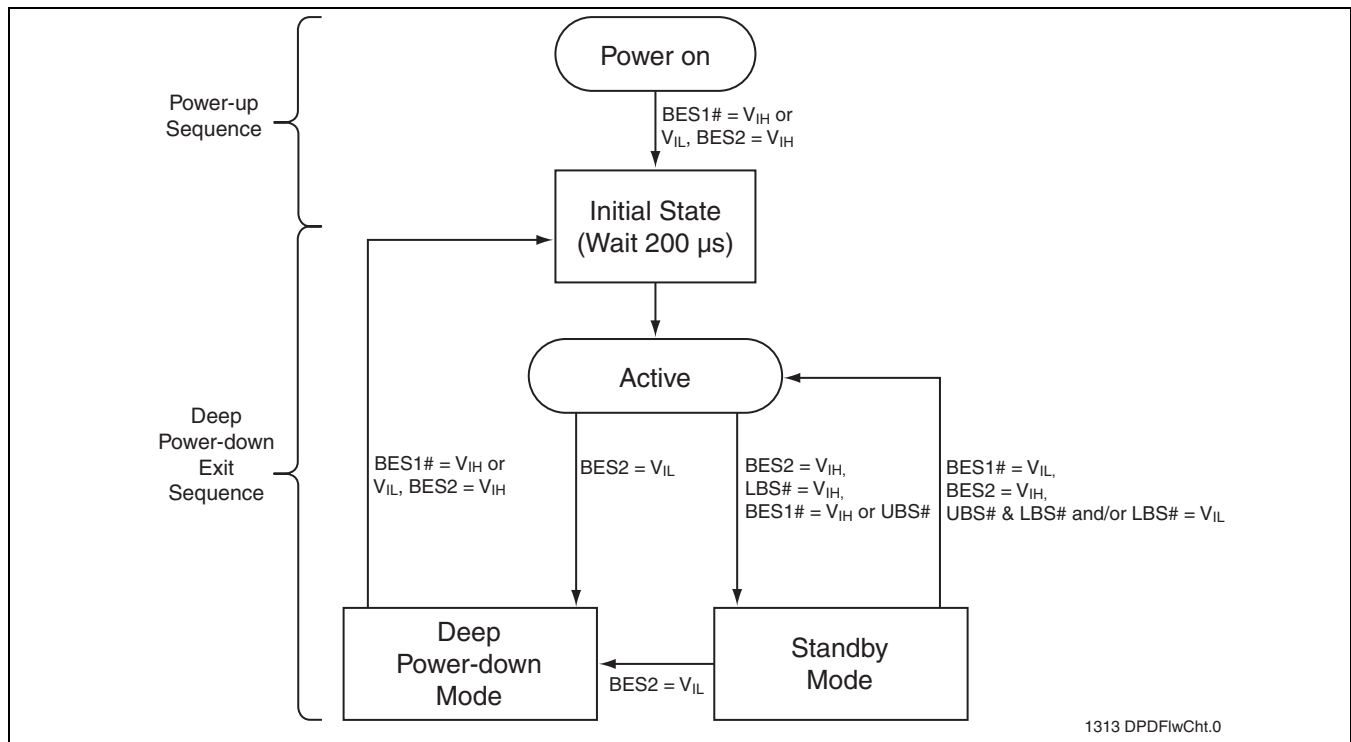 Power on
Power-up
Sequence
BES1# = VIH or
VIL, BES2 = VIH
Initial State
(Wait 200 µs)
Active
Deep
Power-down
Exit
Sequence
BES1# = VIH or
VIL, BES2 = VIH
BES2 = VIL
BES2 = VIH,
LBS# = VIH,
BES1# = VIH or UBS#
BES1# = VIL,
BES2 = VIH,
UBS# & LBS# and/or LBS# = VIL
Deep
Power-down
Mode
BES2 = VIL
Standby
Mode
1313 DPDFlwCht.0